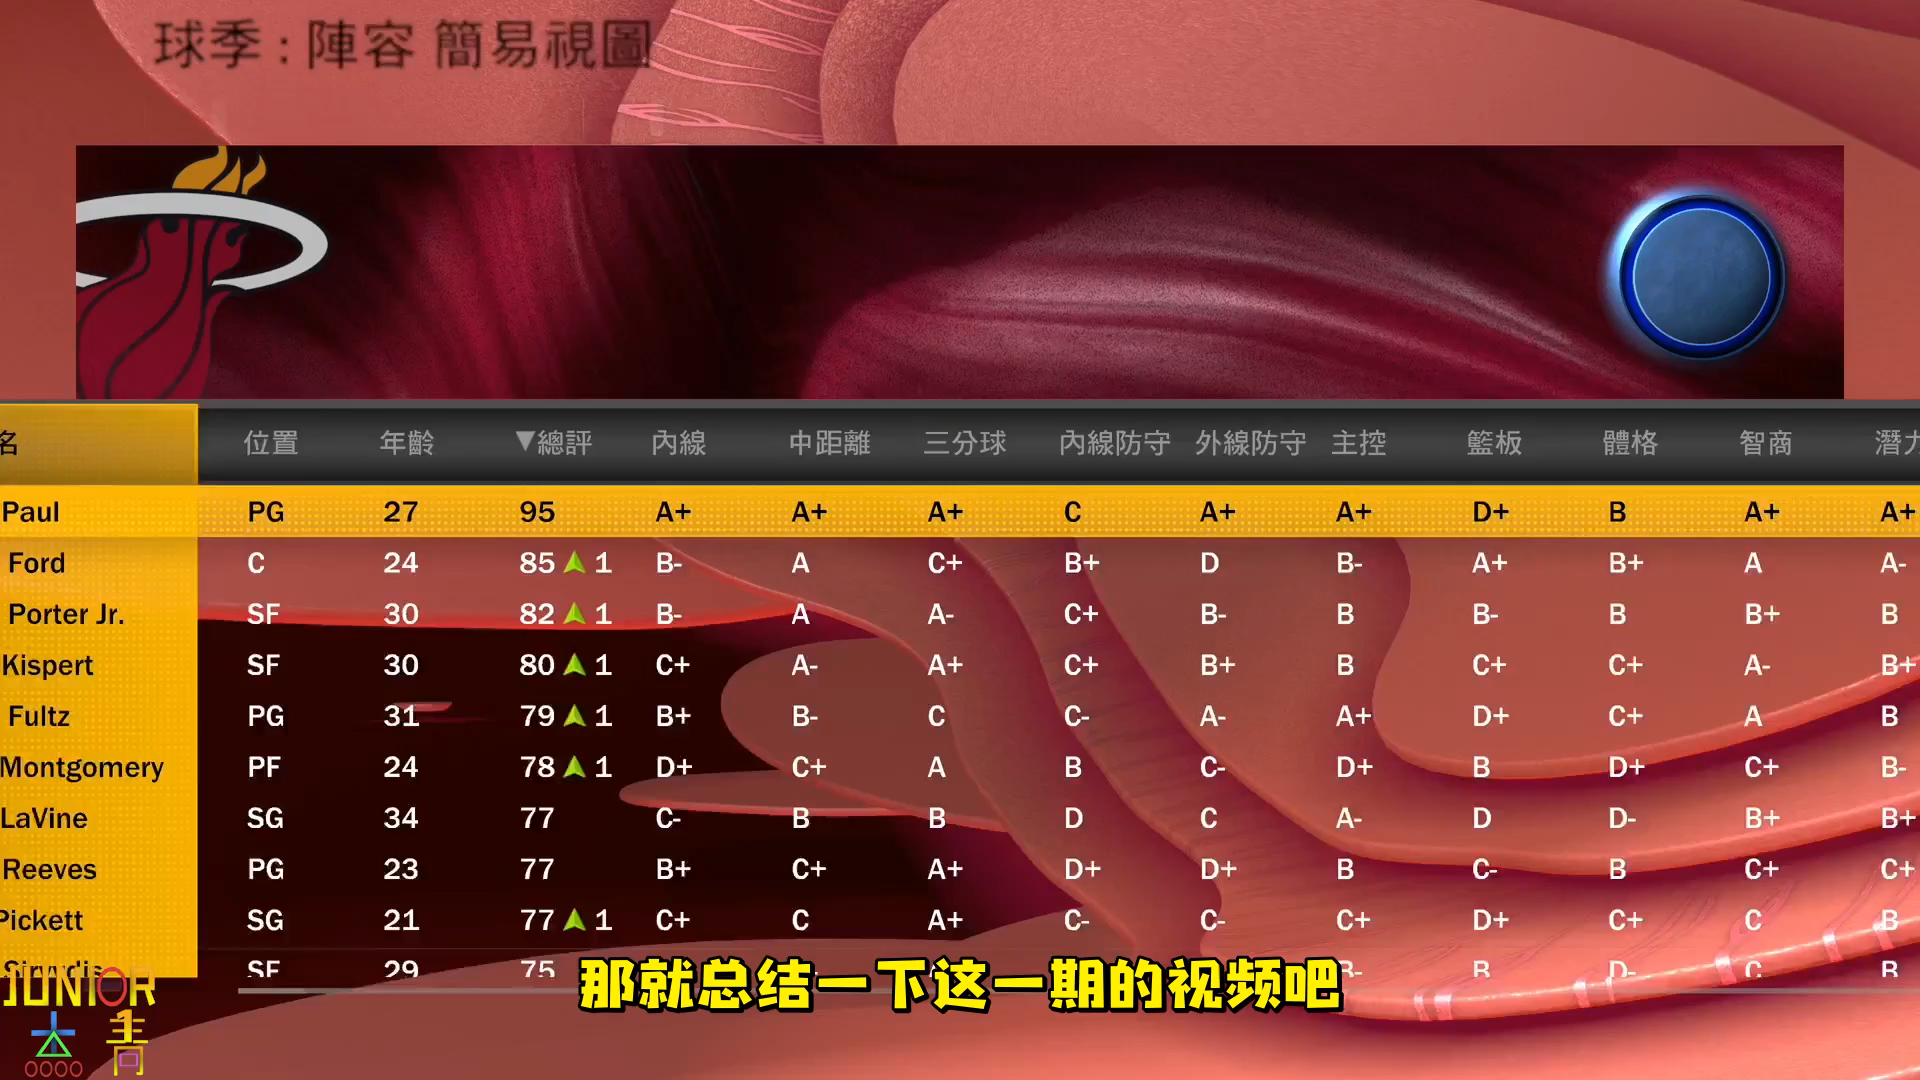 球季 : 陣容 簡易視圖
名 位置 年齡 ▼總評 內線 中距離 三分球 內線防守 外線防守 主控 籃板 體格 智商 潛力
Paul PG 27 95 A+ A+ A+ C A+ A+ D+ B A+ A+
Ford C 24 85 ▲ 1 B- A C+ B+ D B- A+ B+ A A-
Porter Jr. SF 30 82 ▲ 1 B- A A- C+ B- B B- B B+ B
Kispert SF 30 80 ▲ 1 C+ A- A+ C+ B+ B C+ C+ A- B+
Fultz PG 31 79 ▲ 1 B+ B- C C- A- A+ D+ C+ A B
Montgomery PF 24 78 ▲ 1 D+ C+ A B C- D+ B D+ C+ B-
LaVine SG 34 77 C- B B D C A- D D- B+ B+
Reeves PG 23 77 B+ C+ A+ D+ D+ B C- B C+ C+
Pickett SG 21 77 ▲ 1 C+ C A+ C- C- C+ D+ C+ C B
SF 29 75 B- B D- C B
那就总结一下这一期的视频吧
JUNIOR